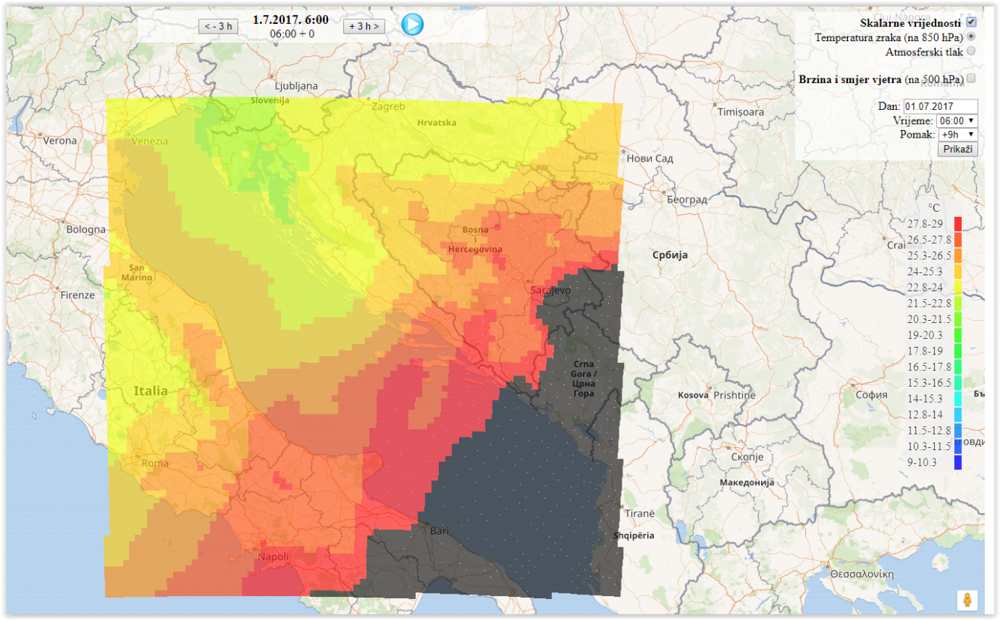 < - 3 h
1.7.2017. 6:00
06:00 + 0
+ 3 h >
Cluj-Napoca
Skalarne vrijednosti
Temperatura zraka (na 850 hPa)
Atmosferski tlak
Brzina i smjer vjetra (na 500 hPa)
România
Dan: 01.07.2017
Vrijeme: 06:00
Pomak: +9h
Prikaži
Ljubljana
Slovenija
Zagreb
Hrvatska
Timișoara
Verona
Venezia
Нови Сад
Београд
Bologna
Bosna
i
Hercegovina
San
Marino
Србија
Firenze
Sarajevo
Crna
Gora /
Црна
Гора
Italia
Kosova
Prishtinë
София
Roma
Скопје
Македонија
Tiranë
Shqipëria
Bari
Napoli
Θεσσαλονίκη
°C
27.8-29
26.5-27.8
25.3-26.5
24-25.3
22.8-24
21.5-22.8
20.3-21.5
19-20.3
17.8-19
16.5-17.8
15.3-16.5
14-15.3
12.8-14
11.5-12.8
10.3-11.5
9-10.3